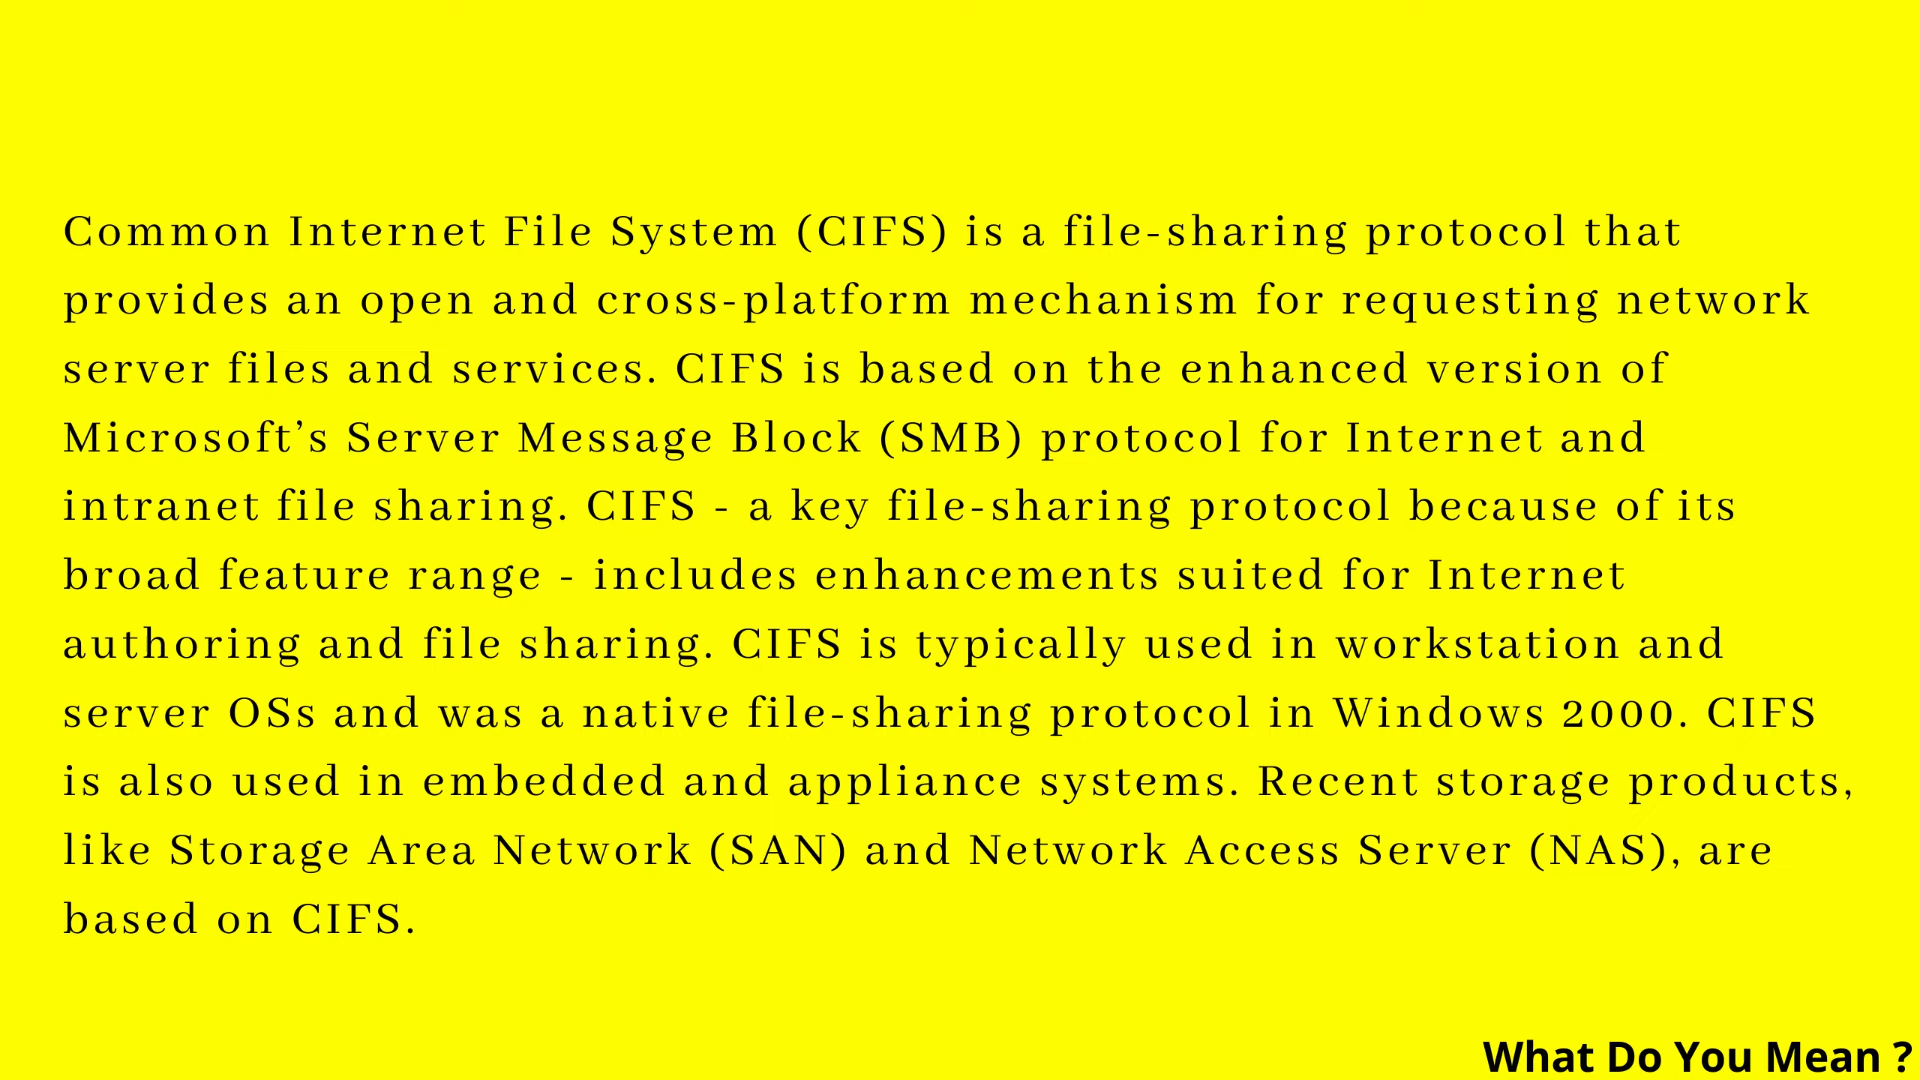 Common Internet File System (CIFS) is a file-sharing protocol that
provides an open and cross-platform mechanism for requesting network
server files and services. CIFS is based on the enhanced version of
Microsoft’s Server Message Block (SMB) protocol for Internet and
intranet file sharing. CIFS - a key file-sharing protocol because of its
broad feature range - includes enhancements suited for Internet
authoring and file sharing. CIFS is typically used in workstation and
server OSs and was a native file-sharing protocol in Windows 2000. CIFS
is also used in embedded and appliance systems. Recent storage products,
like Storage Area Network (SAN) and Network Access Server (NAS), are
based on CIFS.
What Do You Mean ?